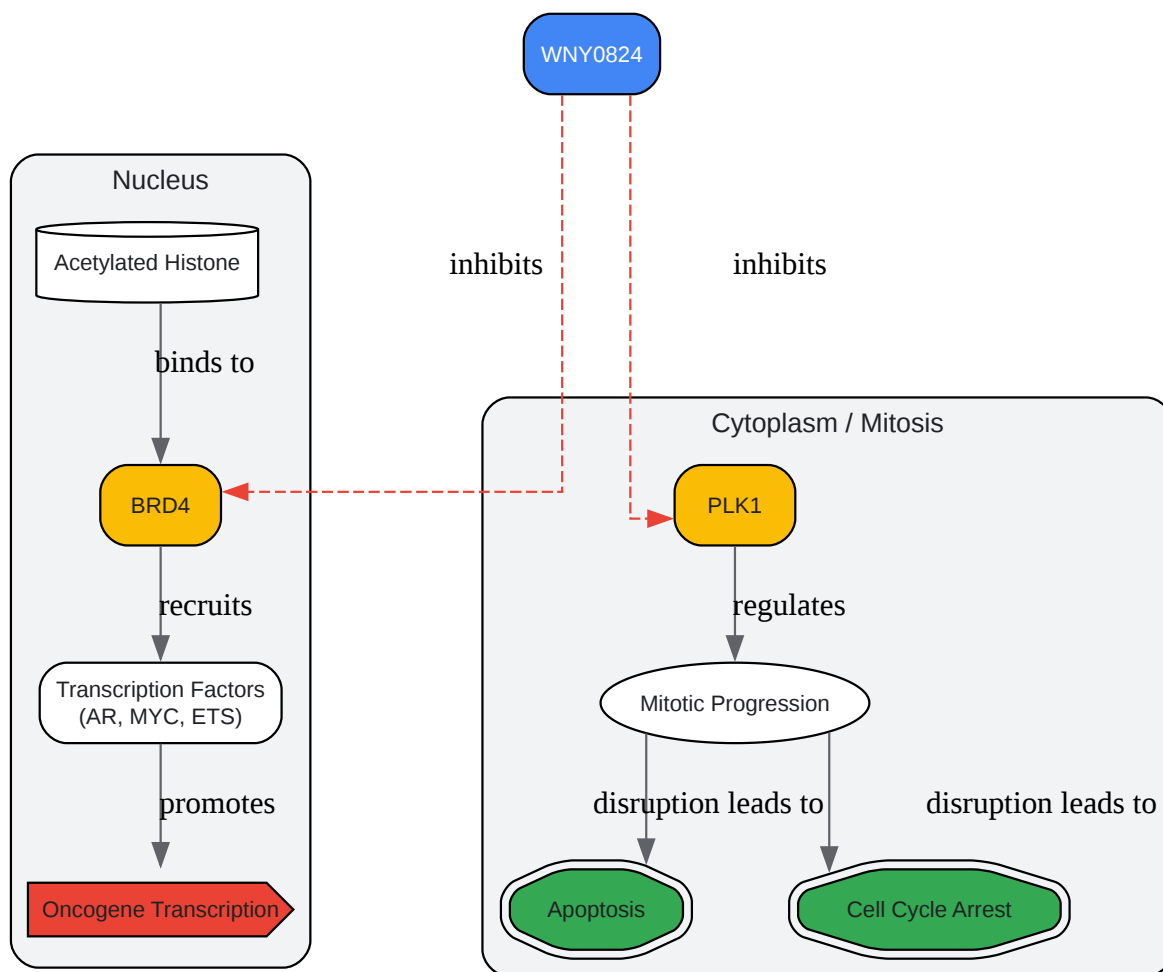 WNY0824
Nucleus
Acetylated Histone
inhibits
inhibits
binds to
Cytoplasm / Mitosis
BRD4
PLK1
recruits
regulates
Transcription Factors
(AR, MYC, ETS)
Mitotic Progression
promotes
disruption leads to
disruption leads to
Oncogene Transcription
Apoptosis
Cell Cycle Arrest